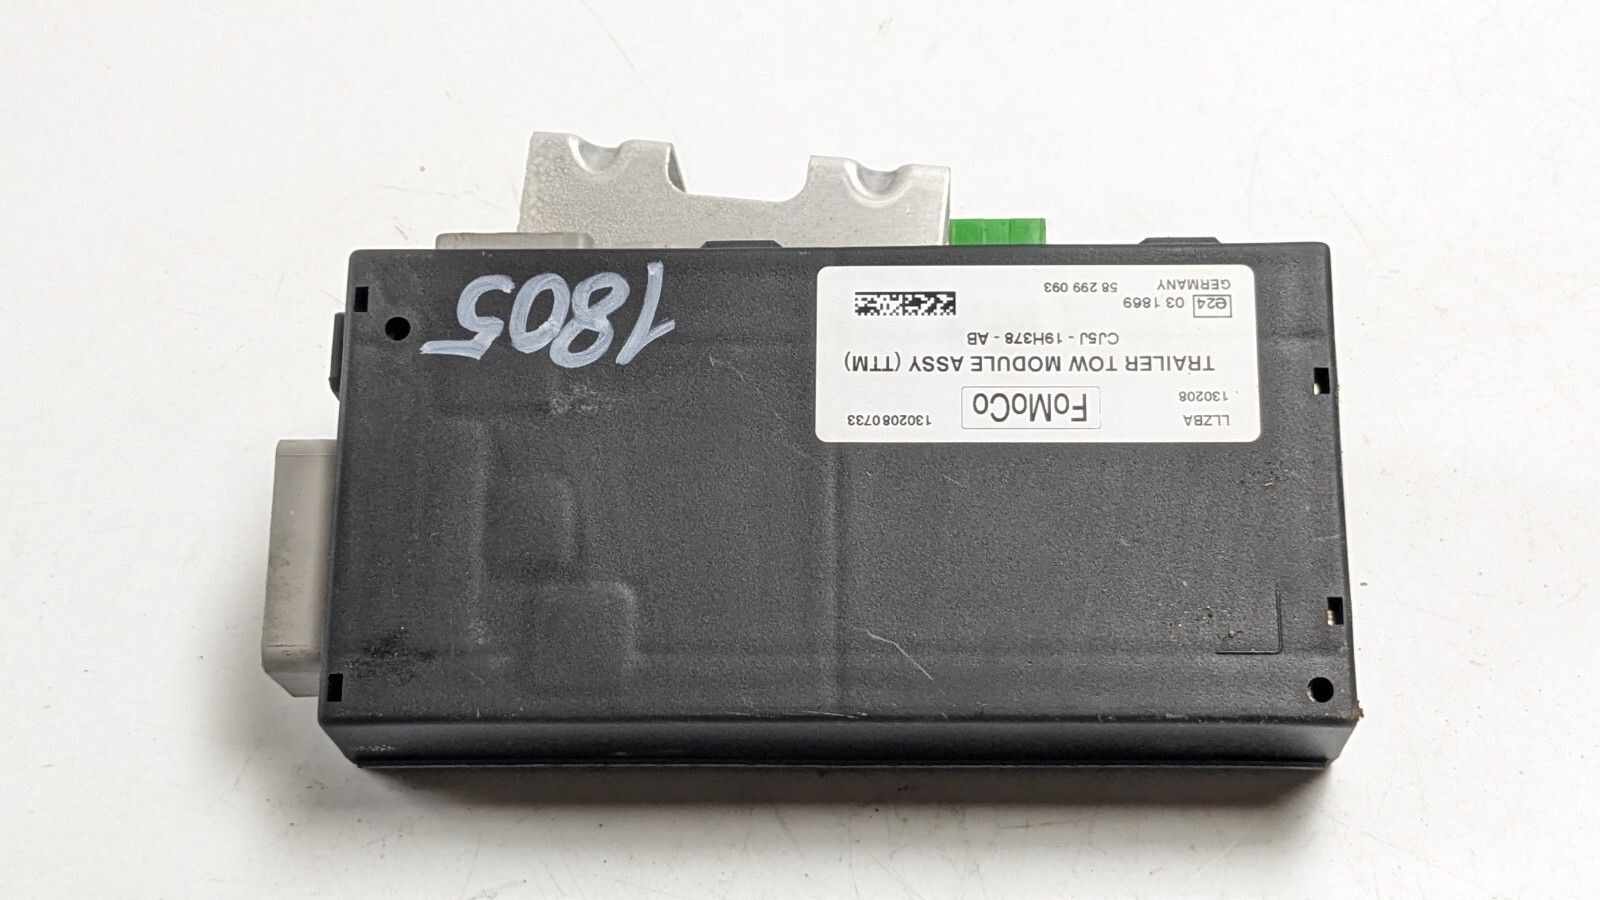 LLZBA
130208
FoMoCo
1302080733
TRAILER TOW MODULE ASSY (TTM)
CJ5J - 19H378 - AB
e24 03 1869
GERMANY 58 299 093
1805